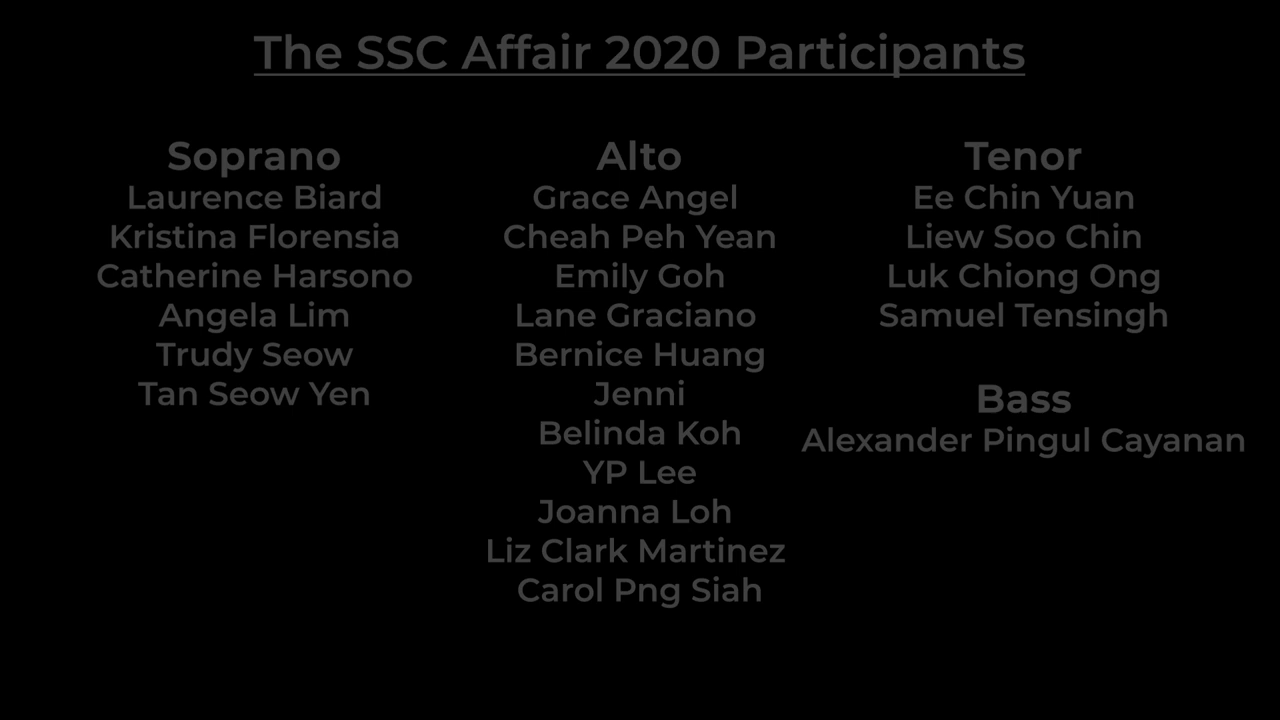 The SSC Affair 2020 Participants
Soprano
Laurence Biard
Kristina Florensia
Catherine Harsono
Angela Lim
Trudy Seow
Tan Seow Yen
Alto
Grace Angel
Cheah Peh Yean
Emily Goh
Lane Graciano
Bernice Huang
Jenni
Belinda Koh
YP Lee
Joanna Loh
Liz Clark Martinez
Carol Png Siah
Tenor
Ee Chin Yuan
Liew Soo Chin
Luk Chiong Ong
Samuel Tensingh
Bass
Alexander Pingul Cayanan